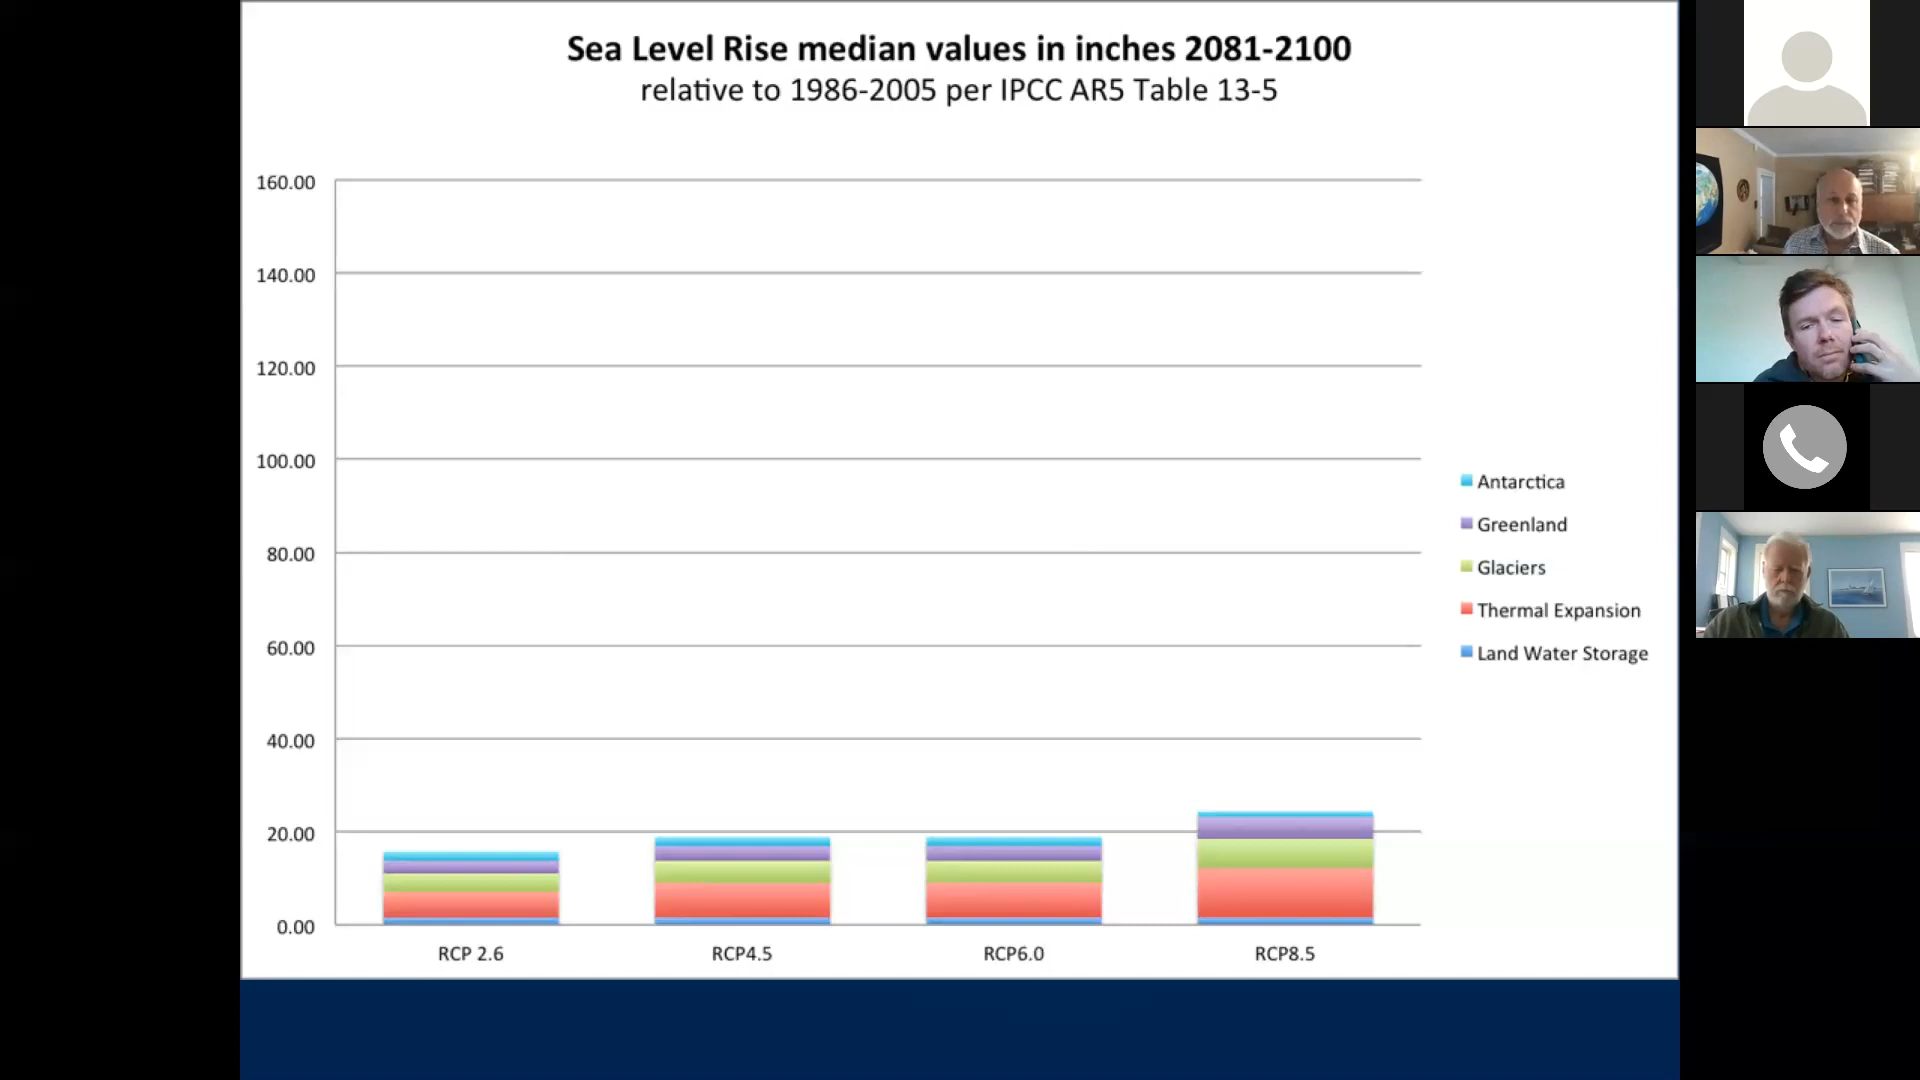 Sea Level Rise median values in inches 2081-2100
relative to 1986-2005 per IPCC AR5 Table 13-5
160.00
140.00
120.00
100.00
80.00
60.00
40.00
20.00
0.00
RCP 2.6
RCP4.5
RCP6.0
RCP8.5
Antarctica
Greenland
Glaciers
Thermal Expansion
Land Water Storage